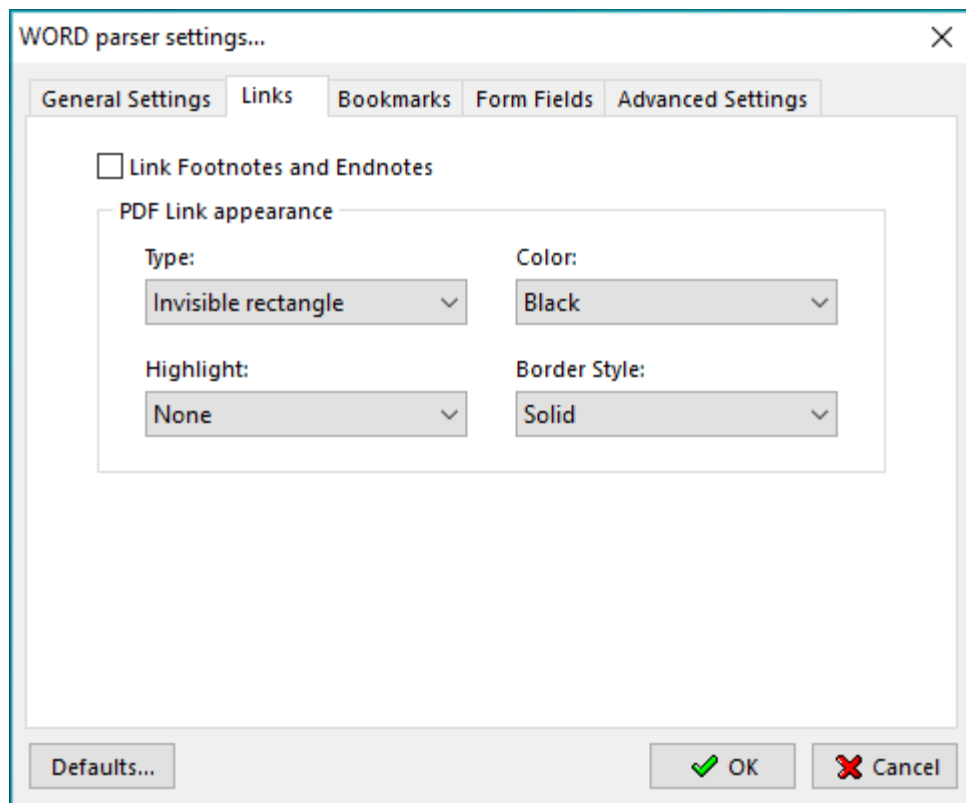 WORD parser settings...
General Settings Links Bookmarks Form Fields Advanced Settings
Link Footnotes and Endnotes
PDF Link appearance
Type: Color:
Invisible rectangle Black
Highlight: Border Style:
None Solid
Defaults... OK Cancel